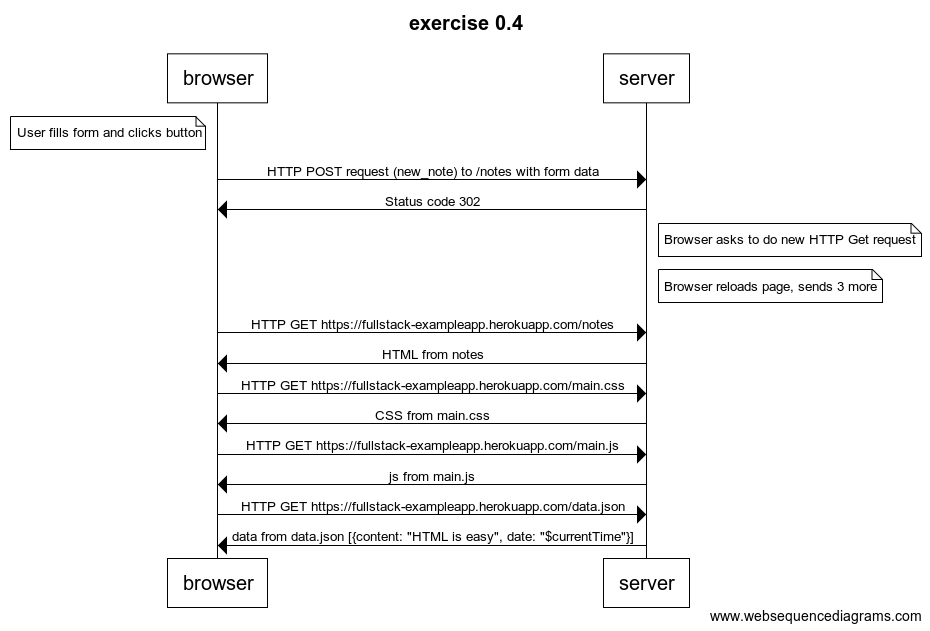 exercise 0.4
browser
server
User fills form and clicks button
HTTP POST request (new_note) to /notes with form data
Status code 302
Browser asks to do new HTTP Get request
Browser reloads page, sends 3 more
HTTP GET https://fullstack-exampleapp.herokuapp.com/notes
HTML from notes
HTTP GET https://fullstack-exampleapp.herokuapp.com/main.css
CSS from main.css
HTTP GET https://fullstack-exampleapp.herokuapp.com/main.js
js from main.js
HTTP GET https://fullstack-exampleapp.herokuapp.com/data.json
data from data.json [{content: "HTML is easy", date: "$currentTime"}]
browser
server
www.websequencediagrams.com